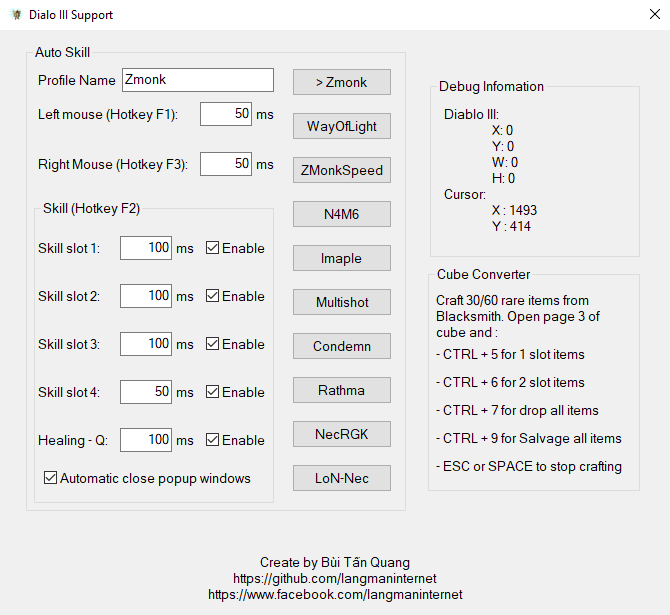 Dialo III Support
Auto Skill
Profile Name Zmonk
Left mouse (Hotkey F1): 50 ms
Right Mouse (Hotkey F3): 50 ms
Skill (Hotkey F2)
Skill slot 1: 100 ms Enable
Skill slot 2: 100 ms Enable
Skill slot 3: 100 ms Enable
Skill slot 4: 50 ms Enable
Healing - Q: 100 ms Enable
Automatic close popup windows
> Zmonk
WayOfLight
ZMonkSpeed
N4M6
Imaple
Multishot
Condemn
Rathma
NecRGK
LoN-Nec
Debug Infomation
Diablo III:
X: 0
Y: 0
W: 0
H: 0
Cursor:
X : 1493
Y : 414
Cube Converter
Craft 30/60 rare items from
Blacksmith. Open page 3 of
cube and :
- CTRL + 5 for 1 slot items
- CTRL + 6 for 2 slot items
- CTRL + 7 for drop all items
- CTRL + 9 for Salvage all items
- ESC or SPACE to stop crafting
Create by Bùi Tấn Quang
https://github.com/langmaninternet
https://www.facebook.com/langmaninternet